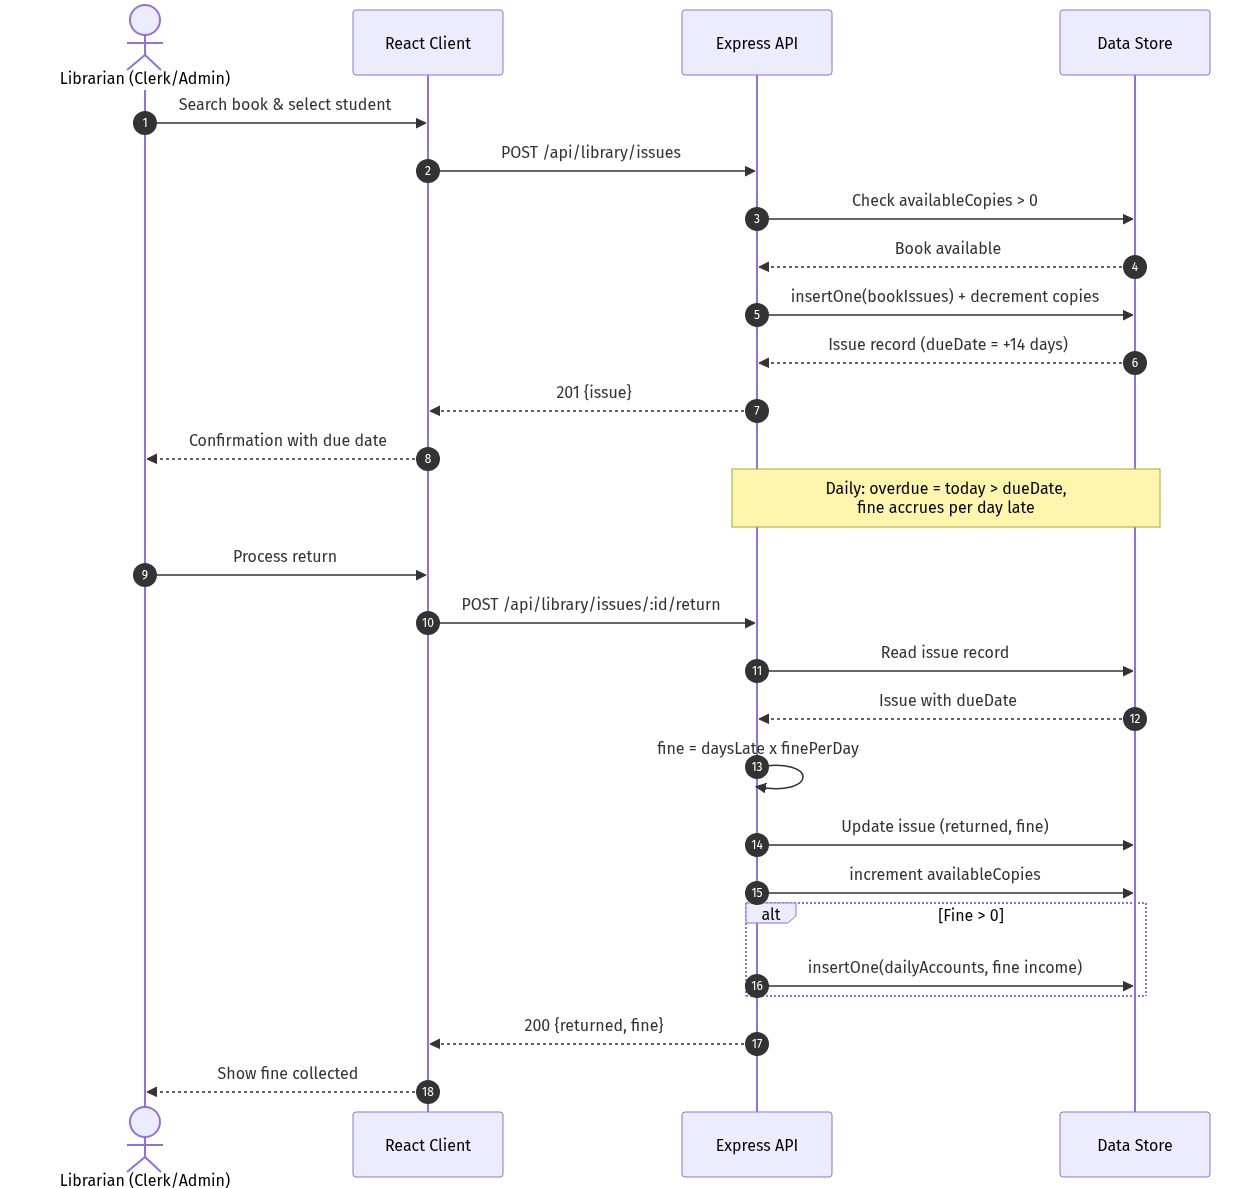 React Client
Express API
Data Store
Librarian (Clerk/Admin)
Search book & select student
1
POST /api/library/issues
2
Check availableCopies > 0
3
Book available
4
insertOne(bookIssues) + decrement copies
5
Issue record (dueDate = +14 days)
6
201 {issue}
7
Confirmation with due date
8
Daily: overdue = today > dueDate,
fine accrues per day late
Process return
9
POST /api/library/issues/:id/return
10
Read issue record
11
Issue with dueDate
12
fine = daysLate x finePerDay
13
Update issue (returned, fine)
14
increment availableCopies
15
alt
[Fine > 0]
insertOne(dailyAccounts, fine income)
16
200 {returned, fine}
17
Show fine collected
18
React Client
Express API
Data Store
Librarian (Clerk/Admin)